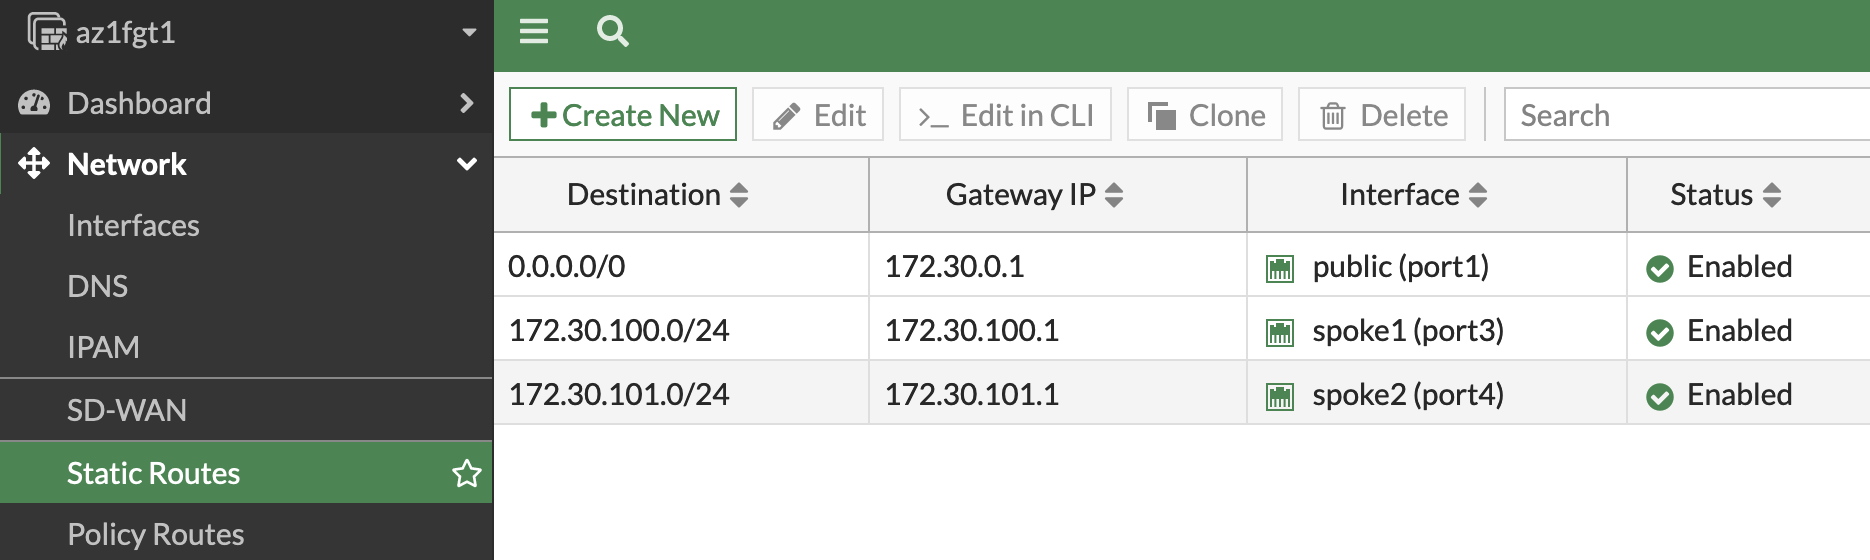 az1fgt1
Dashboard
Network
Interfaces
DNS
IPAM
SD-WAN
Static Routes
Policy Routes
Create New Edit Edit in CLI Clone Delete Search
Destination Gateway IP Interface Status
0.0.0.0/0 172.30.0.1 public (port1) Enabled
172.30.100.0/24 172.30.100.1 spoke1 (port3) Enabled
172.30.101.0/24 172.30.101.1 spoke2 (port4) Enabled